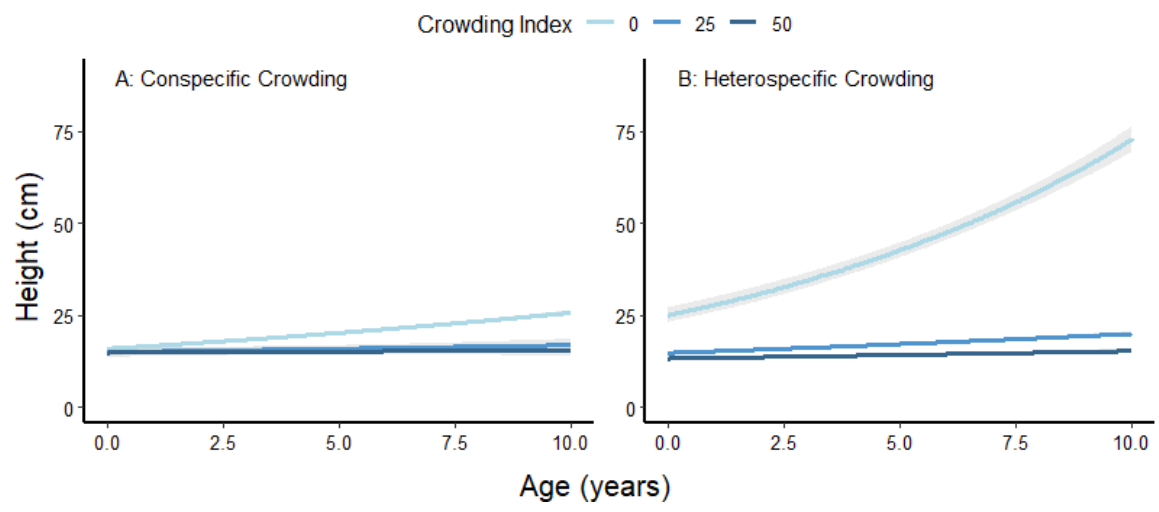 Crowding Index 0 25 50
A: Conspecific Crowding
B: Heterospecific Crowding
Height (cm)
75
50
25
0
75
50
25
0
0.0 2.5 5.0 7.5 10.0
0.0 2.5 5.0 7.5 10.0
Age (years)